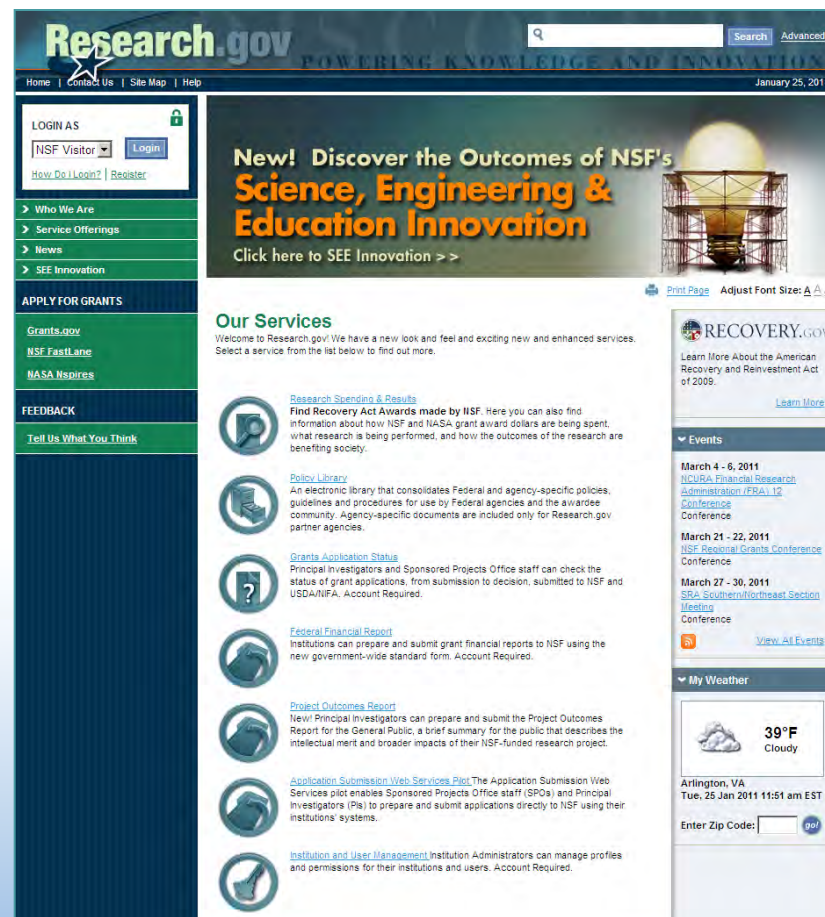 Research.gov
POWERING KNOWLEDGE AND INNOVATION
Search Advanced
Home | Contact Us | Site Map | Help
January 25, 201
LOGIN AS
NSF Visitor Login
How Do I Login? | Register
Who We Are
Service Offerings
News
SEE Innovation
APPLY FOR GRANTS
Grants.gov
NSF FastLane
NASA Nspires
FEEDBACK
Tell Us What You Think
New! Discover the Outcomes of NSF's
Science, Engineering &
Education Innovation
Click here to SEE Innovation > >
Print Page Adjust Font Size: A A
Our Services
Welcome to Research.gov! We have a new look and feel and exciting new and enhanced services.
Select a service from the list below to find out more.
Research Spending & Results
Find Recovery Act Awards made by NSF. Here you can also find
information about how NSF and NASA grant award dollars are being spent,
what research is being performed, and how the outcomes of the research are
benefiting society.
Policy Library
An electronic library that consolidates Federal and agency-specific policies,
guidelines and procedures for use by Federal agencies and the awardee
community. Agency-specific documents are included only for Research.gov
partner agencies.
Grants Application Status
Principal Investigators and Sponsored Projects Office staff can check the
status of grant applications, from submission to decision, submitted to NSF and
USDA/NIFA. Account Required.
Federal Financial Report
Institutions can prepare and submit grant financial reports to NSF using the
new government-wide standard form. Account Required.
Project Outcomes Report
New! Principal Investigators can prepare and submit the Project Outcomes
Report for the General Public, a brief summary for the public that describes the
intellectual merit and broader impacts of their NSF-funded research project.
Application Submission Web Services Pilot The Application Submission Web
Services pilot enables Sponsored Projects Office staff (SPOs) and Principal
Investigators (PIs) to prepare and submit applications directly to NSF using their
institutions' systems.
Institution and User Management Institution Administrators can manage profiles
and permissions for their institutions and users. Account Required.
RECOVERY.GOV
Learn More About the American
Recovery and Reinvestment Act
of 2009.
Learn More
Events
March 4 - 6, 2011
NCURA Financial Research
Administration (FRA) 12
Conference
Conference
March 21 - 22, 2011
NSF Regional Grants Conference
Conference
March 27 - 30, 2011
SRA Southern/Northeast Section
Meeting
Conference
View All Events
My Weather
39°F
Cloudy
Arlington, VA
Tue, 25 Jan 2011 11:51 am EST
Enter Zip Code: go!